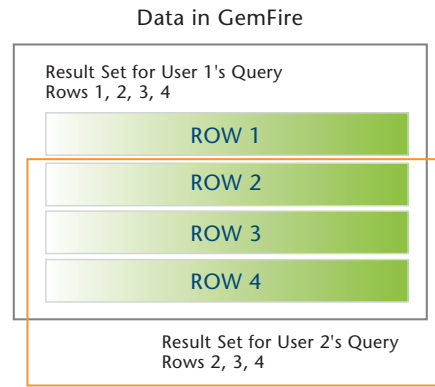 Data in GemFire
Result Set for User 1's Query
Rows 1, 2, 3, 4
ROW 1
ROW 2
ROW 3
ROW 4
Result Set for User 2's Query
Rows 2, 3, 4